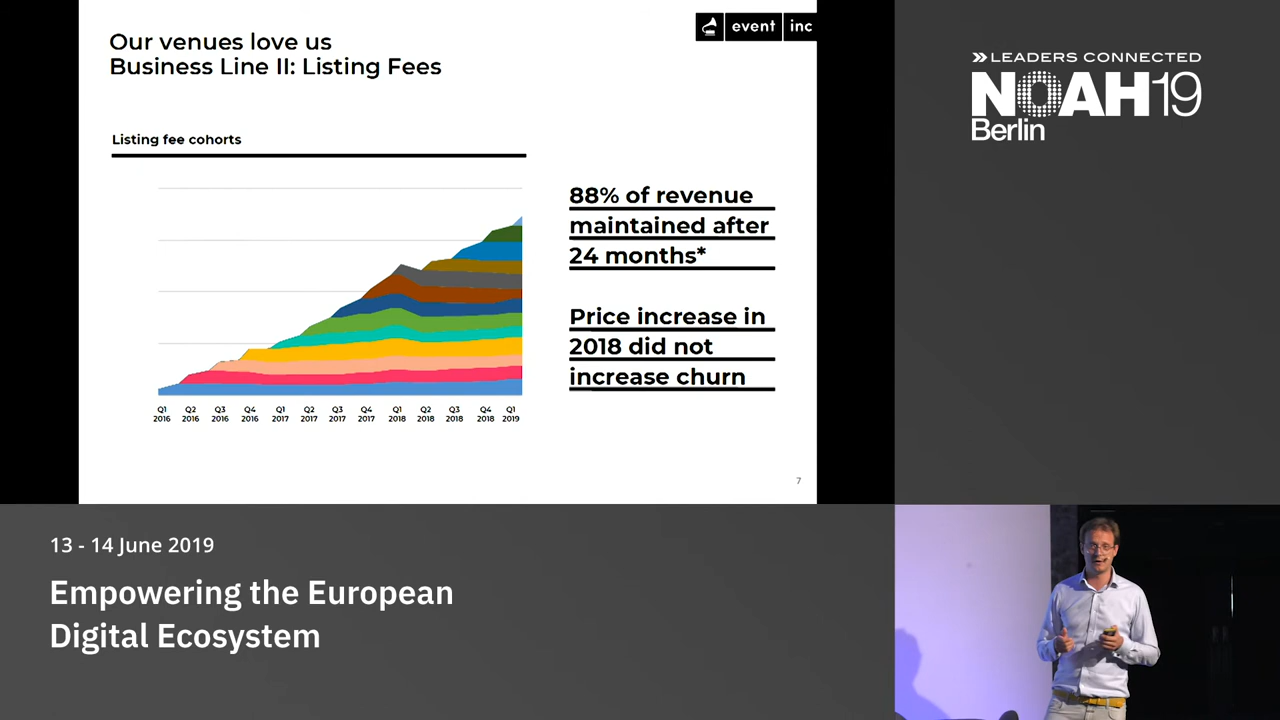 Our venues love us
Business Line II: Listing Fees
event inc
Listing fee cohorts
88% of revenue
maintained after
24 months*
Price increase in
2018 did not
increase churn
Q1 Q2 Q3 Q4 Q1 Q2 Q3 Q4 Q1 Q2 Q3 Q4 Q1
2016 2016 2016 2016 2017 2017 2017 2017 2018 2018 2018 2018 2019
7
LEADERS CONNECTED
NOAH19
Berlin
13 - 14 June 2019
Empowering the European
Digital Ecosystem